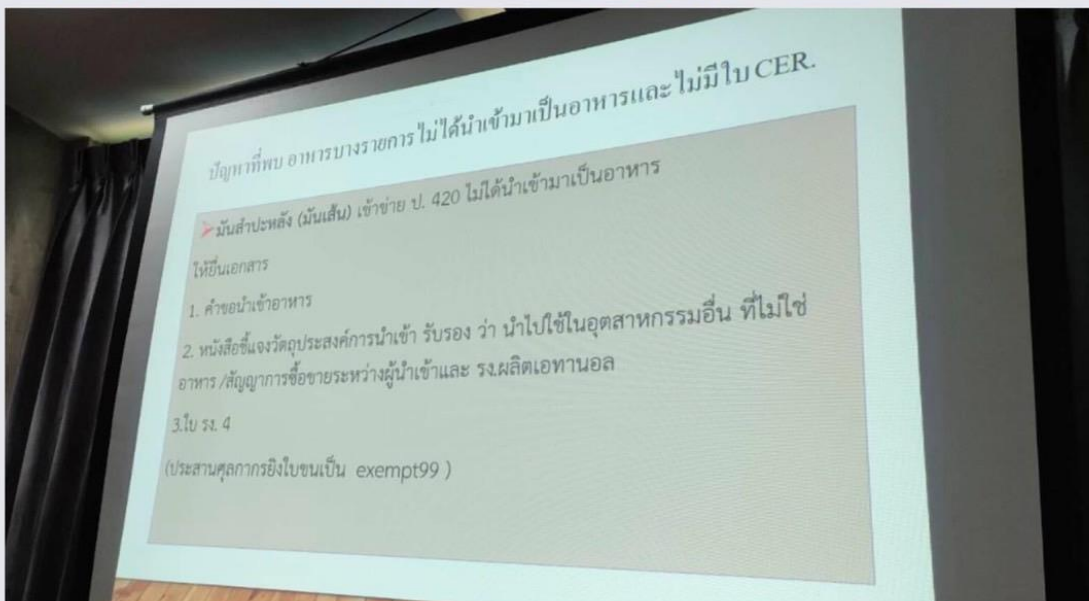 ปัญหาที่พบ อาหารบางรายการ ไม่ได้นำเข้ามาเป็นอาหารและ ไม่มีใบ CER.
➢มันสำปะหลัง (มันเส้น) เข้าข่าย ป. 420 ไม่ได้นำเข้ามาเป็นอาหาร
ให้ยื่นเอกสาร
1. คำขอนำเข้าอาหาร
2. หนังสือชี้แจงวัตถุประสงค์การนำเข้า รับรอง ว่า นำไปใช้ในอุตสาหกรรมอื่น ที่ไม่ใช่
อาหาร /สัญญาการซื้อขายระหว่างผู้นำเข้าและ รง.ผลิตเอทานอล
3.ใบ รง. 4
(ประสานศุลกากรยิงใบขนเป็น exempt99 )